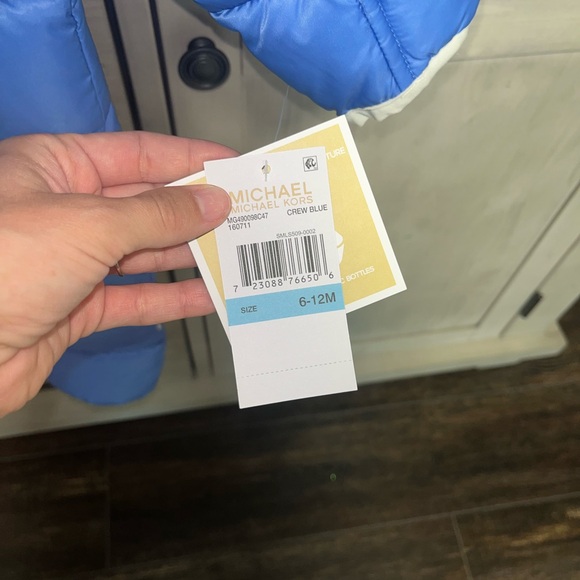 MICHAEL
MICHAEL KORS
MG490098C47 CREW BLUE
160711
SMLS509-0002
7 23088 76650 6
SIZE 6-12M
TURE
BOTTLES